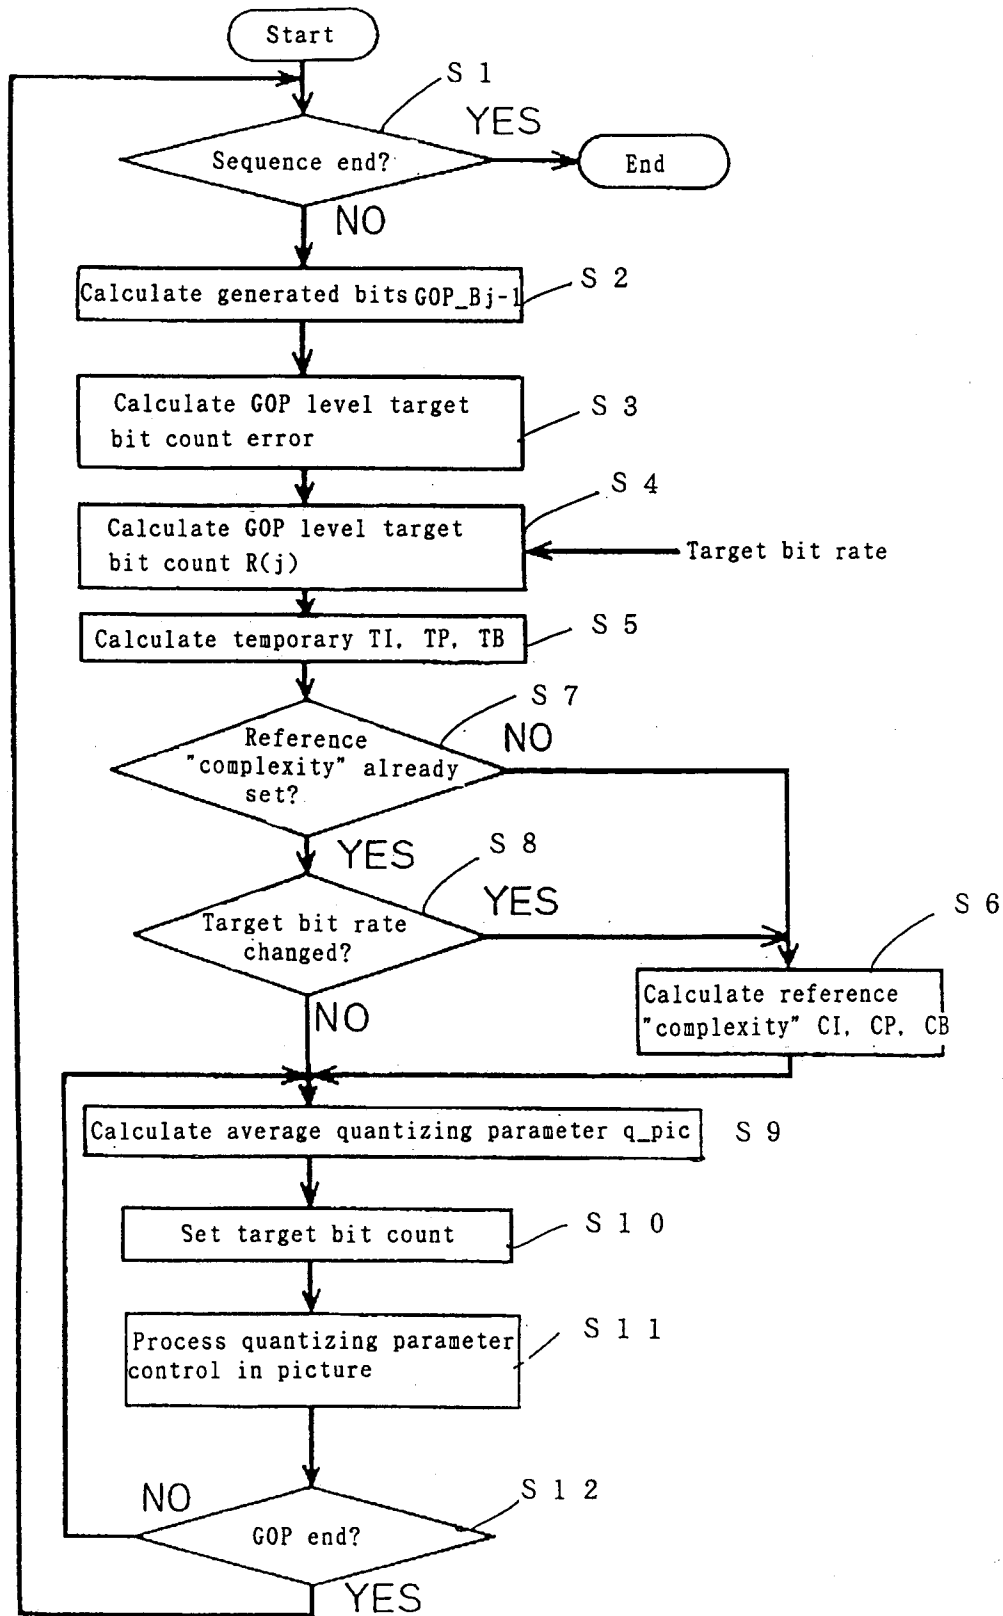 Start
S 1
YES
Sequence end?
End
NO
S 2
Calculate generated bits GOP_Bj-1
Calculate GOP level target
bit count error
S 3
S 4
Calculate GOP level target
bit count R(j)
Target bit rate
S 5
Calculate temporary TI, TP, TB
S 7
NO
Reference
"complexity" already
set?
YES
S 8
YES
Target bit rate
changed?
S 6
NO
Calculate reference
"complexity" CI, CP, CB
Calculate average quantizing parameter q_pic
S 9
Set target bit count
S 1 0
Process quantizing parameter
control in picture
S 1 1
NO
S 1 2
GOP end?
YES